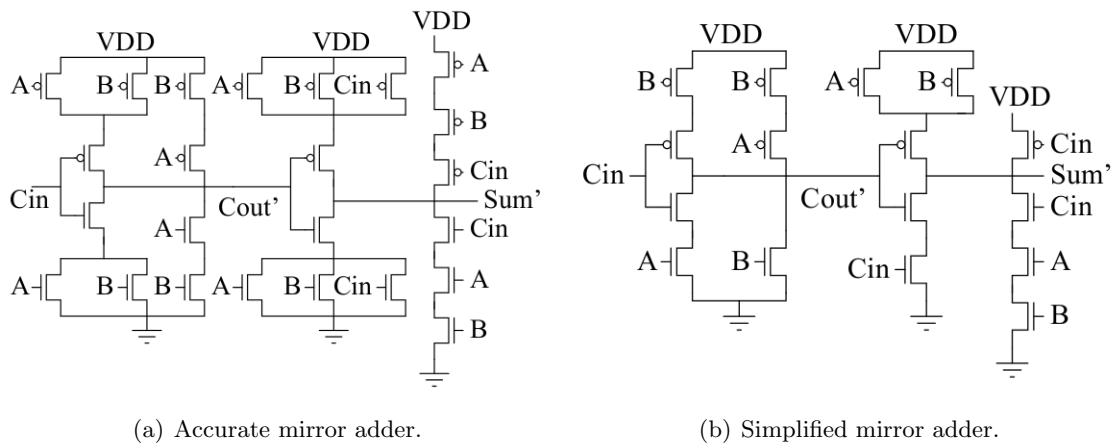 VDD
VDD VDD
A B B A B Cin A
B
A Cin
Cin Cout' Sum'
A Cin
A B B A B Cin A
B
(a) Accurate mirror adder.
VDD VDD
B B A B VDD
A Cin
Cin Cout' Sum'
Cin
A B Cin A
B
(b) Simplified mirror adder.